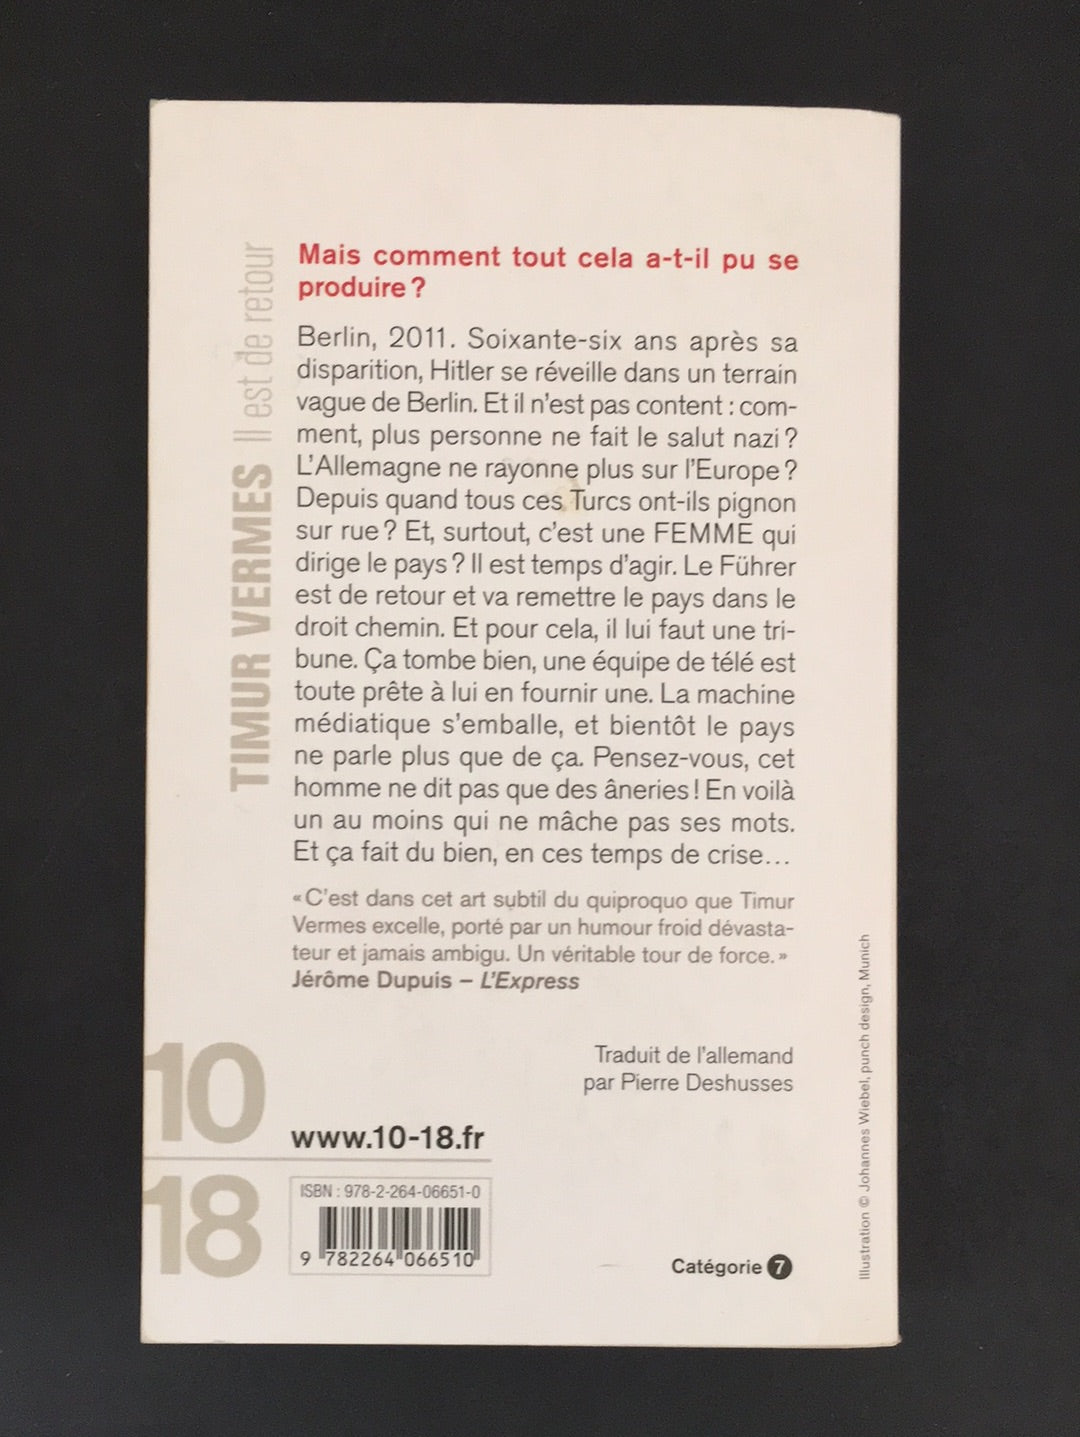 Mais comment tout cela a-t-il pu se
produire ?
Berlin, 2011. Soixante-six ans après sa
disparition, Hitler se réveille dans un terrain
vague de Berlin. Et il n'est pas content : com-
ment, plus personne ne fait le salut nazi ?
L'Allemagne ne rayonne plus sur l'Europe ?
Depuis quand tous ces Turcs ont-ils pignon
sur rue ? Et, surtout, c'est une FEMME qui
dirige le pays ? Il est temps d'agir. Le Führer
est de retour et va remettre le pays dans le
droit chemin. Et pour cela, il lui faut une tri-
bune. Ça tombe bien, une équipe de télé est
toute prête à lui en fournir une. La machine
médiatique s'emballe, et bientôt le pays
ne parle plus que de ça. Pensez-vous, cet
homme ne dit pas que des âneries ! En voilà
un au moins qui ne mâche pas ses mots.
Et ça fait du bien, en ces temps de crise…
« C'est dans cet art subtil du quiproquo que Timur
Vermes excelle, porté par un humour froid dévasta-
teur et jamais ambigu. Un véritable tour de force. »
Jérôme Dupuis – L'Express
Traduit de l'allemand
par Pierre Deshusses
TIMUR VERMES Il est de retour
10
18
www.10-18.fr
ISBN : 978-2-264-06651-0
9 782264 066510
Catégorie 7
Illustration © Johannes Wiebel, punch design, Munich